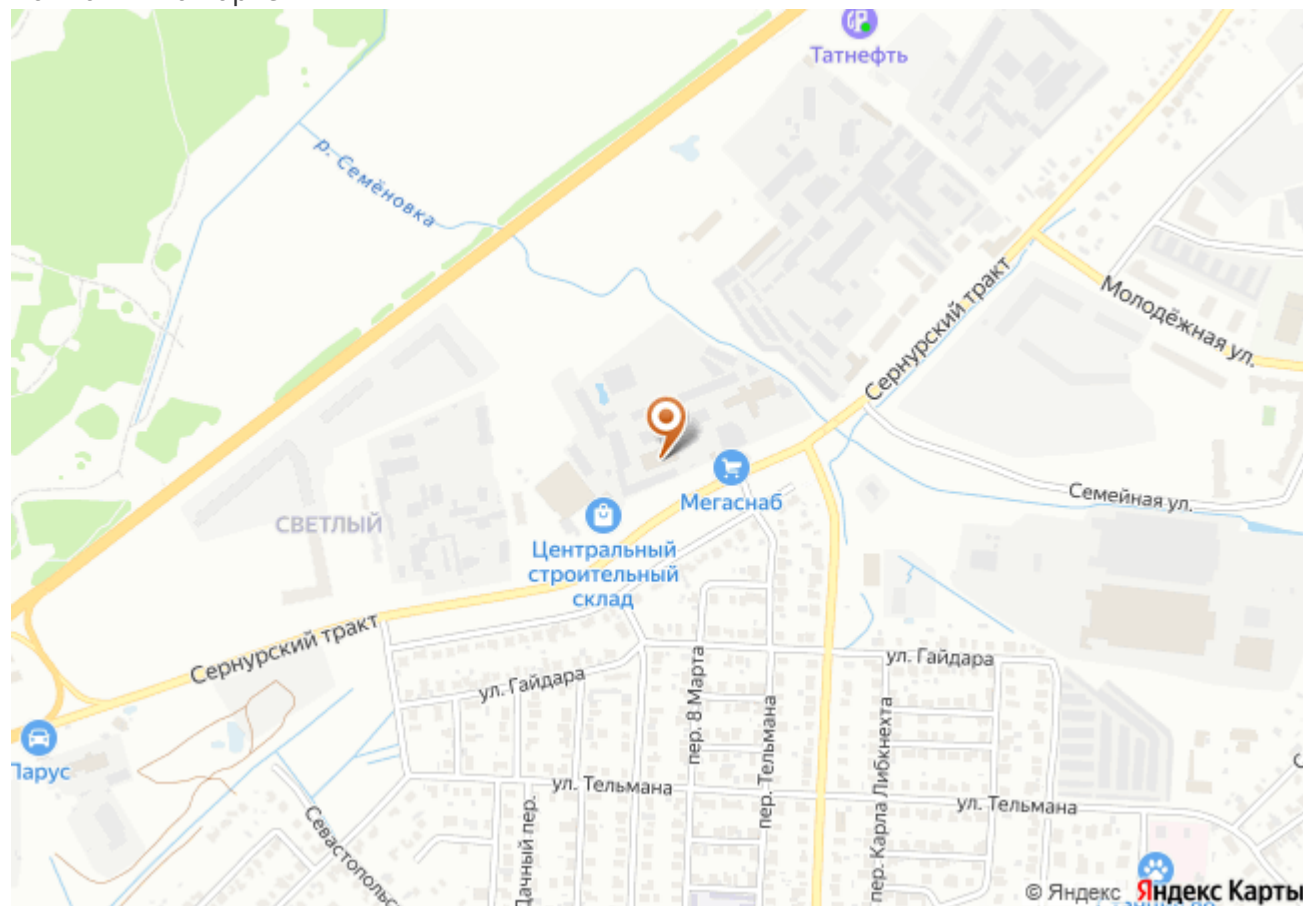 Татнефть
р. Семёновка
Сернурский тракт
Молодёжная ул.
Мегаснаб
Семейная ул.
СВЕТЛЫЙ
Центральный
строительный
склад
Сернурский тракт
ул. Гайдара
ул. Гайдара
пер. 8 Марта
пер. Тельмана
пер. Карла Либкнехта
Парус
ул. Тельмана
ул. Тельмана
Дачный пер.
Севастопольс
© Яндекс Яндекс Карты